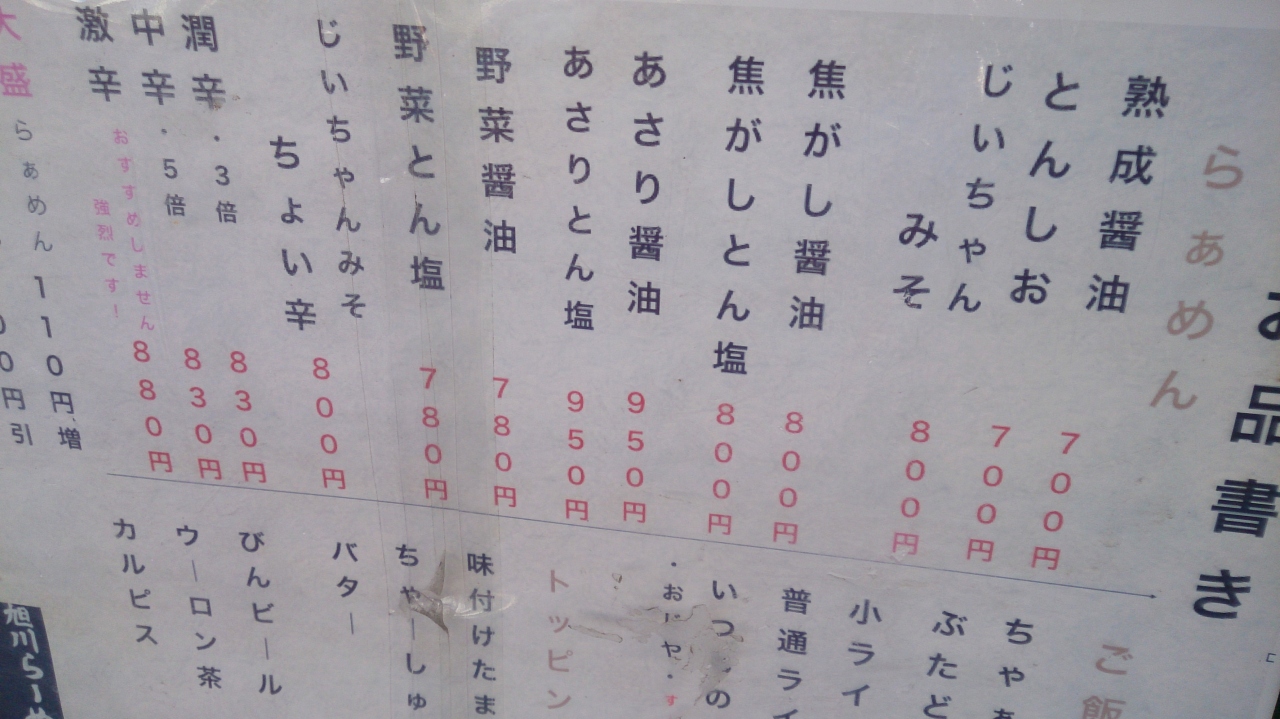 お品書き
らぁめん
熟成醤油 700円
とんしお 700円
じいちゃん
みそ 800円
焦がし醤油 800円
焦がしとん塩 800円
あさり醤油 950円
あさりとん塩 950円
野菜醤油 780円
野菜とん塩 780円
じいちゃんみそ
ちょい辛 800円
潤辛・3倍 830円
中辛・5倍 830円
激辛 880円
おすすめしません
強烈です!
大盛
らぁめん110円増
円引
ご飯
ちゃあ
ぶたど
小ライ
普通ライ
トッピン
味付けたま
ちゃーしゅ
バター
びんビール
ウーロン茶
カルピス
旭川らーめ